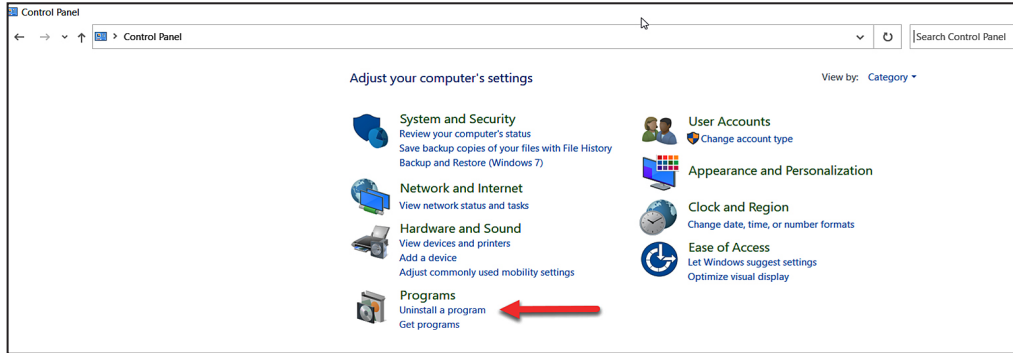 Control Panel
Control Panel
Search Control Panel
Adjust your computer's settings
View by: Category
System and Security
Review your computer's status
Save backup copies of your files with File History
Backup and Restore (Windows 7)
Network and Internet
View network status and tasks
Hardware and Sound
View devices and printers
Add a device
Adjust commonly used mobility settings
Programs
Uninstall a program
Get programs
User Accounts
Change account type
Appearance and Personalization
Clock and Region
Change date, time, or number formats
Ease of Access
Let Windows suggest settings
Optimize visual display